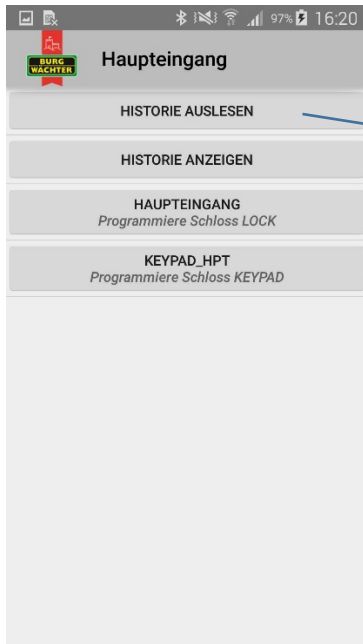 97% 16:20
BURG
WÄCHTER
Haupteingang
HISTORIE AUSLESEN
HISTORIE ANZEIGEN
HAUPTEINGANG
Programmiere Schloss LOCK
KEYPAD_HPT
Programmiere Schloss KEYPAD